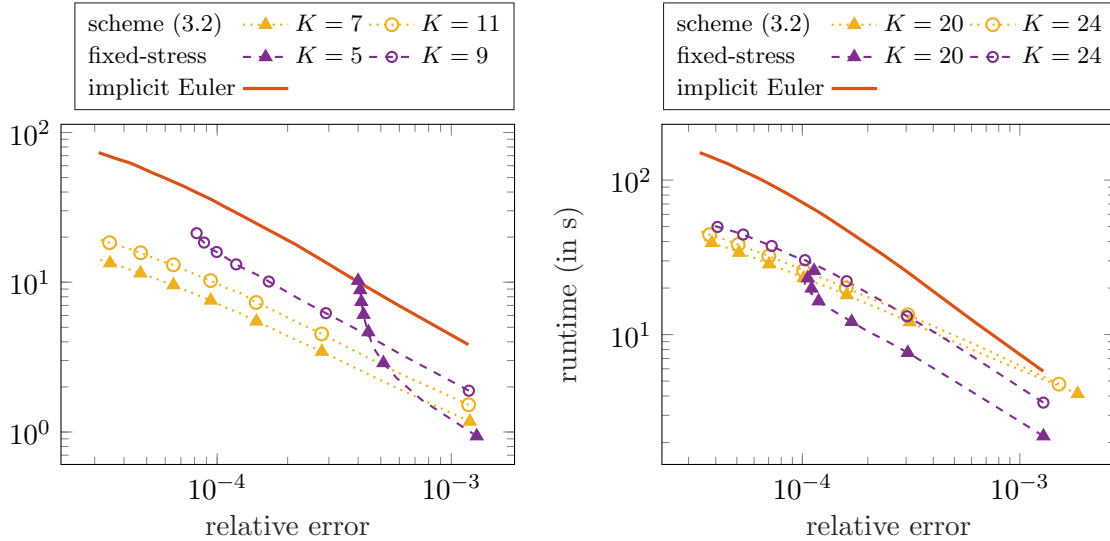 scheme (3.2) K = 7 K = 11
fixed-stress K = 5 K = 9
implicit Euler
10^2
10^1
10^0
10^−4 10^−3
relative error
scheme (3.2) K = 20 K = 24
fixed-stress K = 20 K = 24
implicit Euler
runtime (in s)
10^2
10^1
10^−4 10^−3
relative error